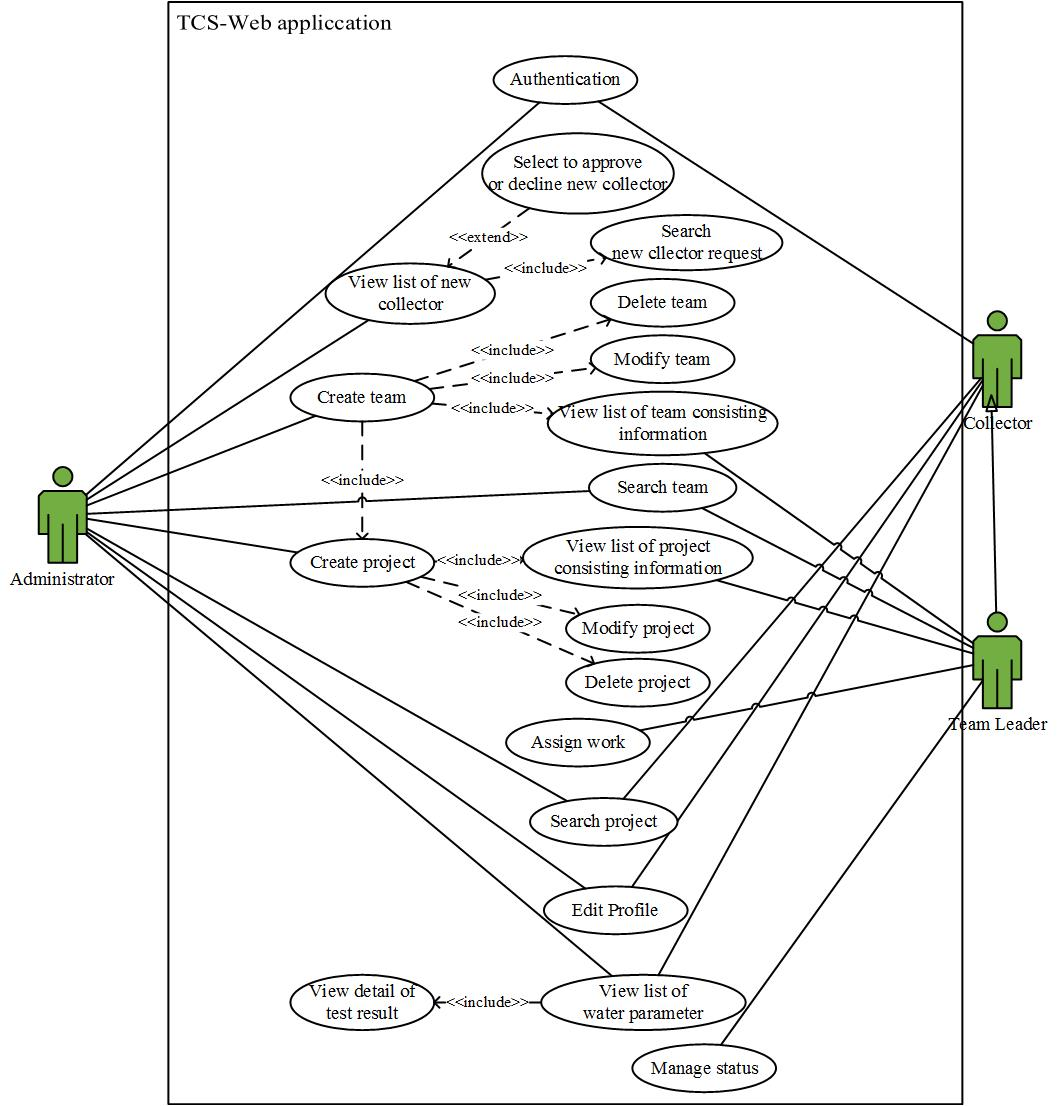 TCS-Web appliccation
Authentication
Select to approve
or decline new collector
<<extend>>
Search
new cllector request
<<include>>
View list of new
collector
Delete team
<<include>>
Modify team
<<include>>
Create team
<<include>>
View list of team consisting
information
Collector
<<include>>
Search team
View list of project
consisting information
<<include>>
Create project
Administrator
<<include>>
<<include>>
Modify project
Delete project
Team Leader
Assign work
Search project
Edit Profile
View detail of
test result
<<include>>
View list of
water parameter
Manage status